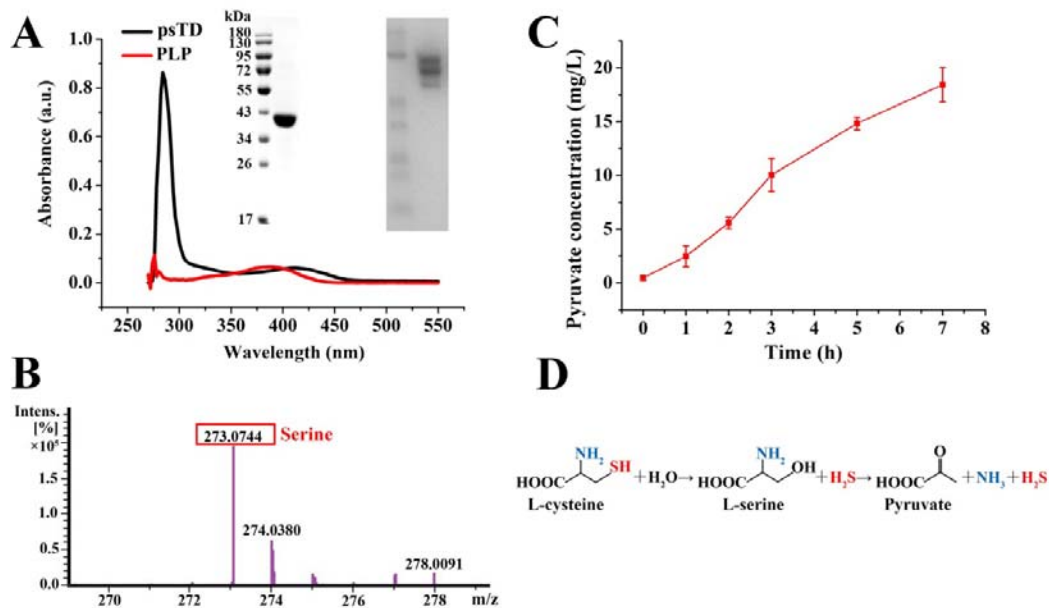 A
psTD
PLP
kDa
180
130
95
72
55
43
34
26
17
1.0
0.8
0.6
0.4
0.2
0.0
Absorbance (a.u.)
250 300 350 400 450 500 550
Wavelength (nm)
C
20
15
10
5
0
Pyruvate concentration (mg/L)
0 1 2 3 4 5 6 7 8
Time (h)
B
Intens.
[%]
×10⁵
1.5
1.0
0.5
0.0
273.0744 Serine
274.0380
278.0091
270 272 274 276 278 m/z
D
HOOC NH₂ SH +H₂O→ HOOC NH₂ OH +H₂S→ HOOC O +NH₃ +H₂S
L-cysteine L-serine Pyruvate